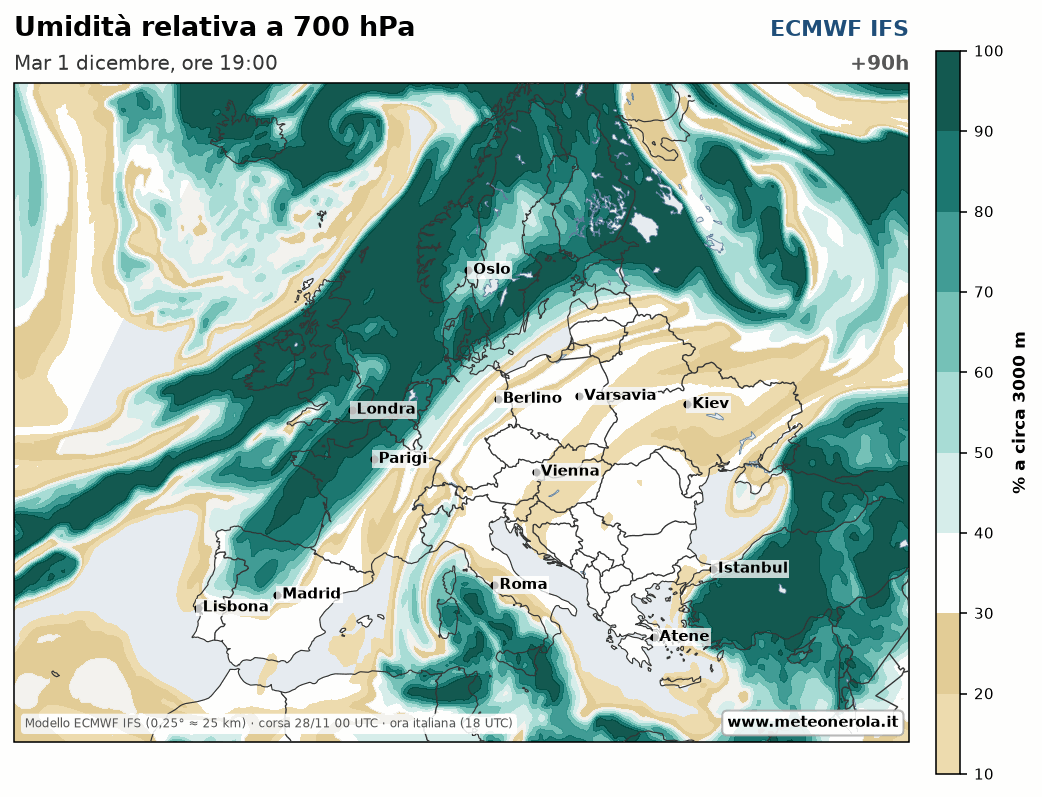 Umidità relativa a 700 hPa
ECMWF IFS
Mar 1 dicembre, ore 19:00
+90h
100
90
80
70
60
50
40
30
20
10
% a circa 3000 m
Oslo
Londra
Berlino
Varsavia
Kiev
Parigi
Vienna
Istanbul
Roma
Madrid
Lisbona
Atene
Modello ECMWF IFS (0,25° ≈ 25 km) · corsa 28/11 00 UTC · ora italiana (18 UTC)
www.meteonerola.it